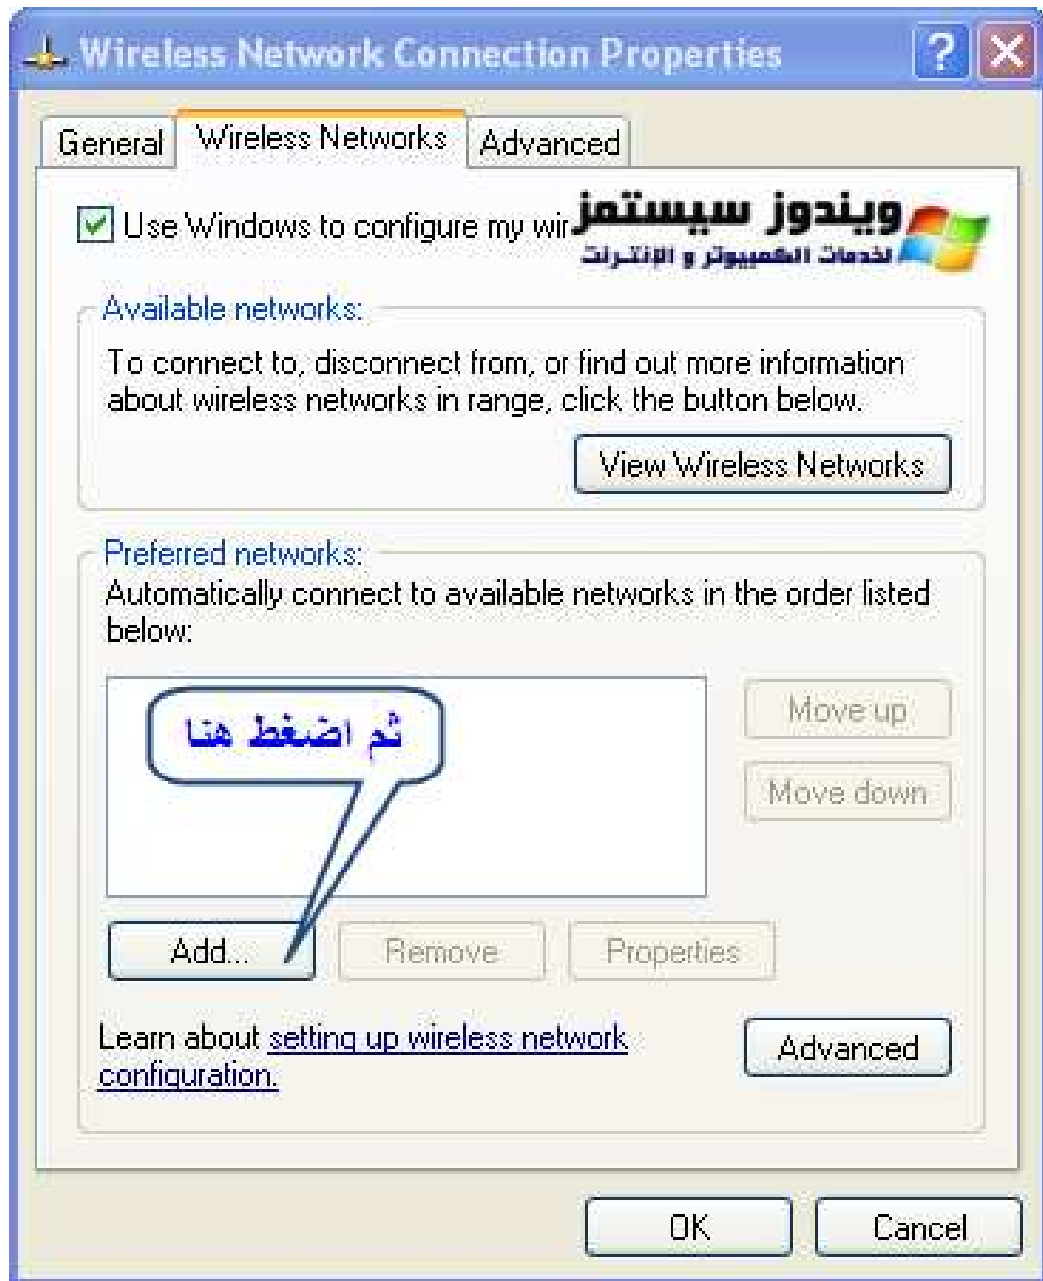 Wireless Network Connection Properties
General
Wireless Networks
Advanced
Use Windows to configure my wir
ويندوز سيستمز
لخدمات الكمبيوتر و الإنترنت
Available networks:
To connect to, disconnect from, or find out more information
about wireless networks in range, click the button below.
View Wireless Networks
Preferred networks:
Automatically connect to available networks in the order listed
below:
ثم اضغط هنا
Move up
Move down
Add...
Remove
Properties
Learn about setting up wireless network
configuration.
Advanced
OK
Cancel